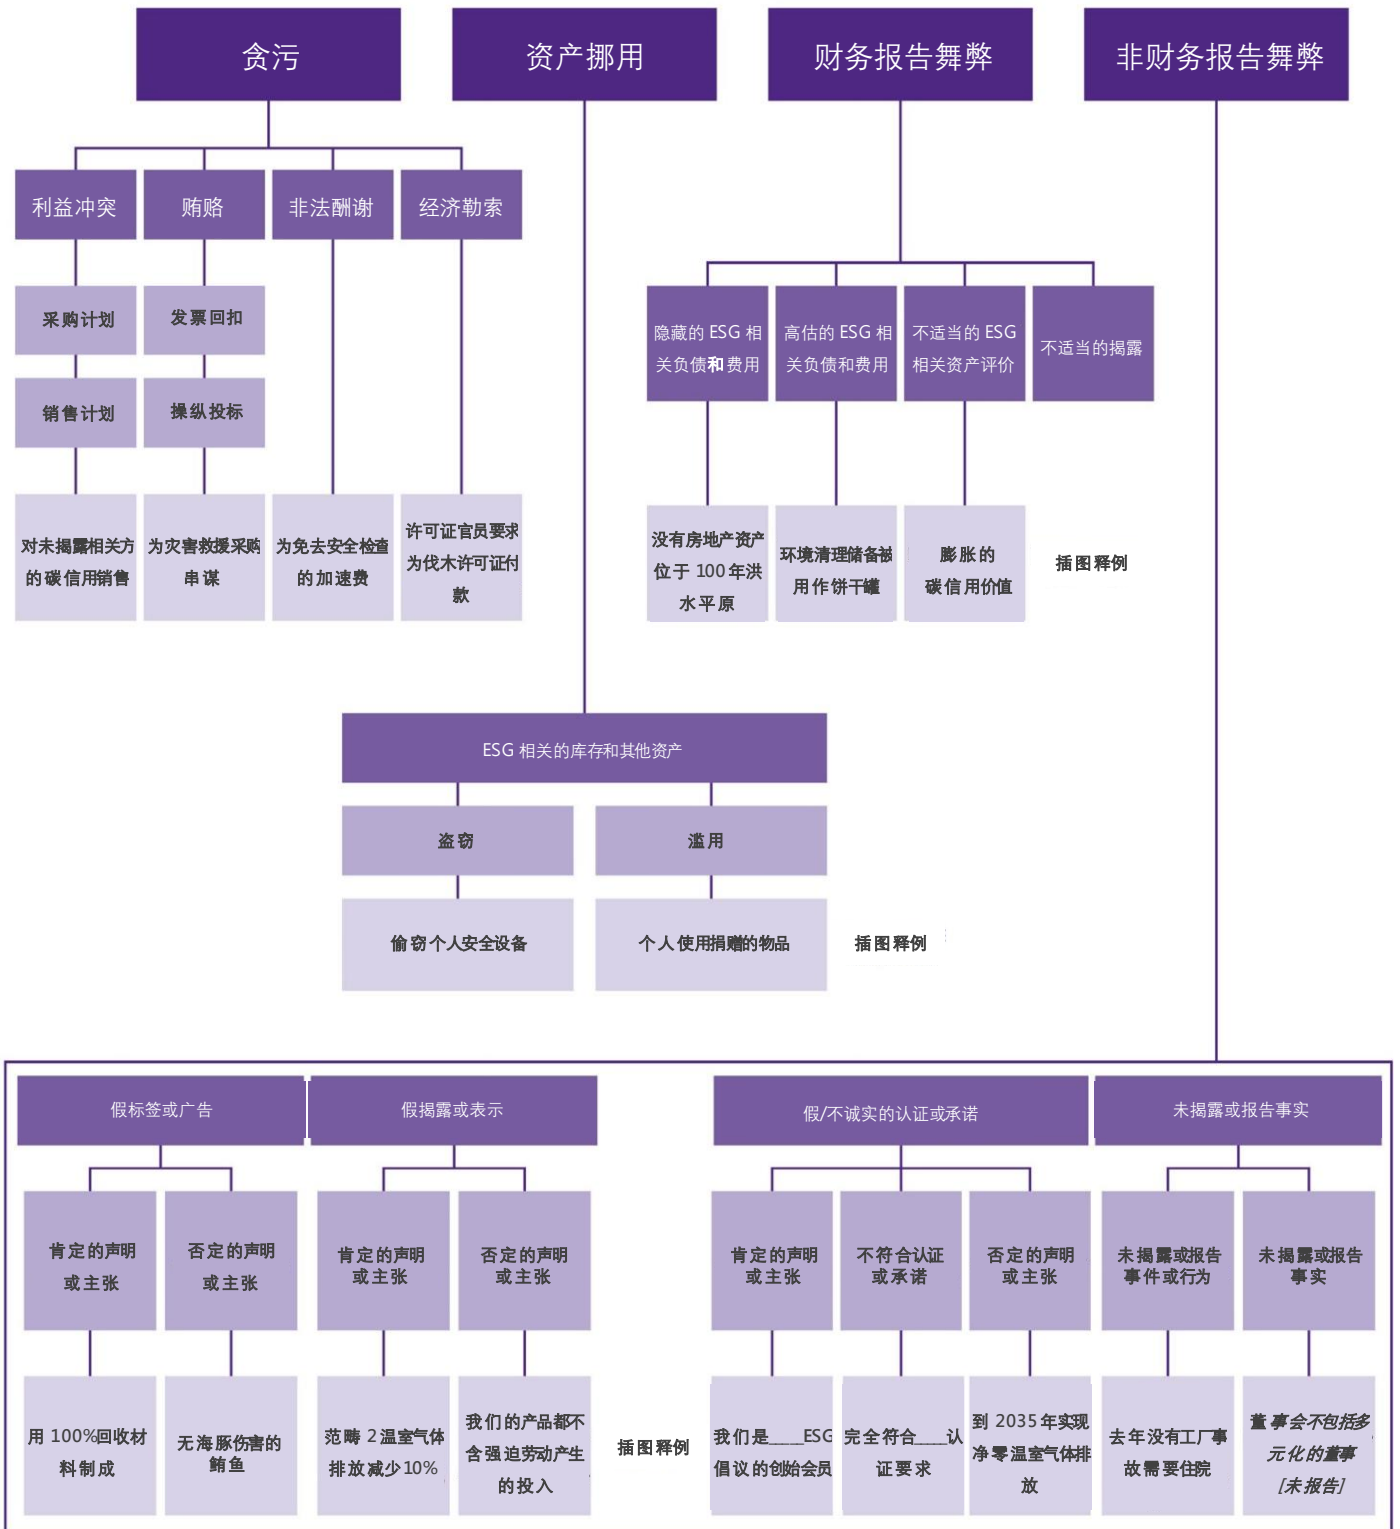 贪污
资产挪用
财务报告舞弊
非财务报告舞弊
利益冲突
贿赂
非法酬谢
经济勒索
采购计划
发票回扣
销售计划
操纵投标
对未揭露相关方
的碳信用销售
为灾害救援采购
串谋
为免去安全检查
的加速费
许可证官员要求
为伐木许可证付
款
隐藏的 ESG 相
关负债和费用
高估的 ESG 相
关负债和费用
不适当的 ESG
相关资产评价
不适当的揭露
没有房地产资产
位于 100 年洪
水平原
环境清理储备被
用作饼干罐
膨胀的
碳信用价值
插图释例
ESG 相关的库存和其他资产
盗窃
滥用
偷窃个人安全设备
个人使用捐赠的物品
插图释例
假标签或广告
假揭露或表示
假/不诚实的认证或承诺
未揭露或报告事实
肯定的声明
或主张
否定的声明
或主张
肯定的声明
或主张
否定的声明
或主张
肯定的声明
或主张
不符合认证
或承诺
否定的声明
或主张
未揭露或报告
事件或行为
未揭露或报告
事实
用 100%回收材
料制成
无海豚伤害的
鲔鱼
范畴 2 温室气体
排放减少 10%
我们的产品都不
含强迫劳动产生
的投入
插图释例
我们是____ESG
倡议的创始会员
完全符合____认
证要求
到 2035 年实现
净零温室气体排
放
去年没有工厂事
故需要住院
董事会不包括多
元化的董事
[未报告]